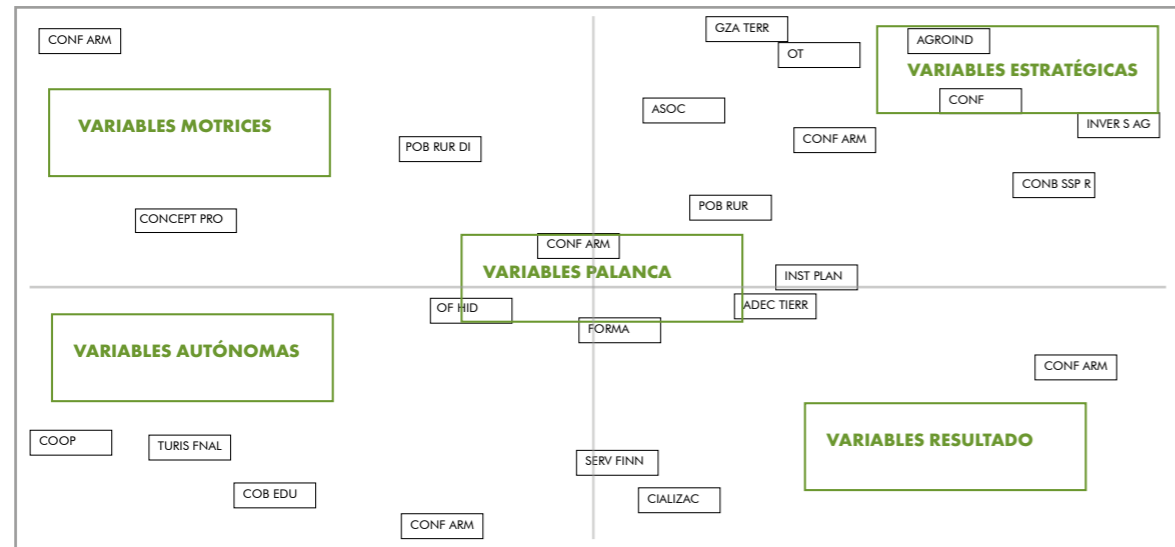 GZA TERR
CONF ARM
AGROIND
OT
VARIABLES ESTRATÉGICAS
CONF
ASOC
VARIABLES MOTRICES
INVER S AG
CONF ARM
POB RUR DI
CONB SSP R
POB RUR
CONCEPT PRO
CONF ARM
VARIABLES PALANCA
INST PLAN
ADEC TIERR
OF HID
FORMA
VARIABLES AUTÓNOMAS
CONF ARM
COOP
VARIABLES RESULTADO
TURIS FNAL
SERV FINN
COB EDU
CIALIZAC
CONF ARM